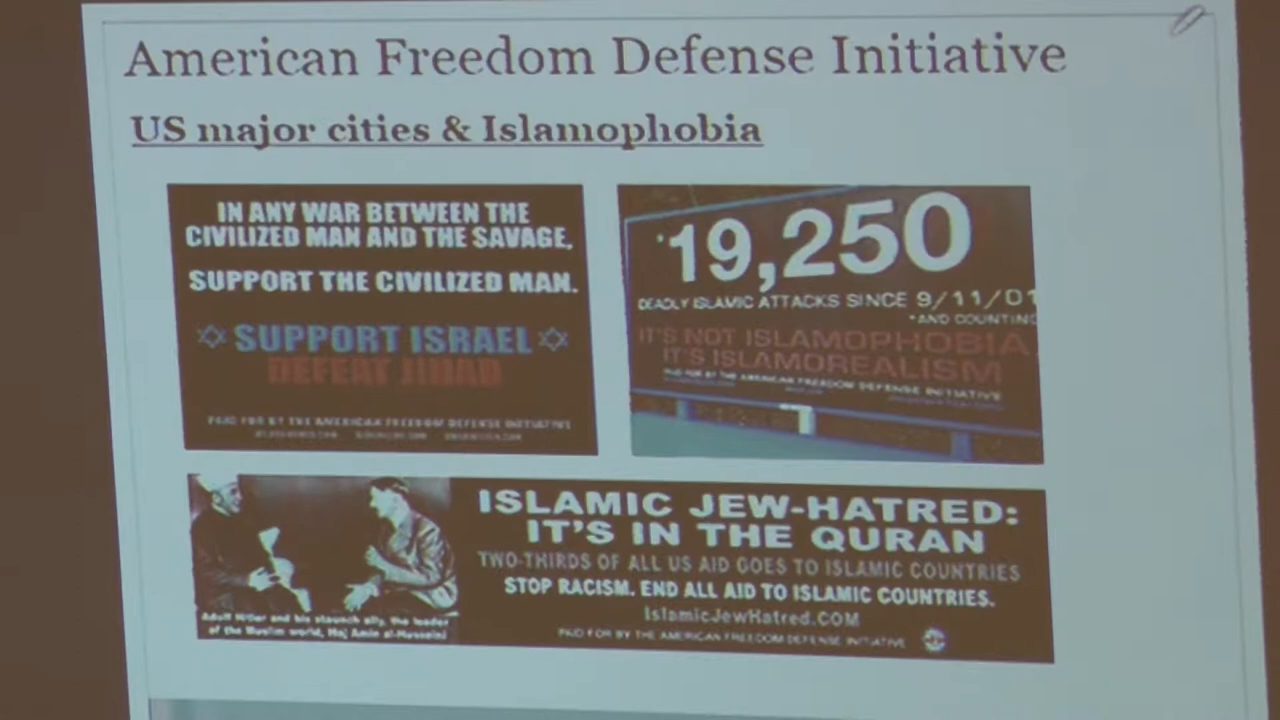 American Freedom Defense Initiative
US major cities & Islamophobia
IN ANY WAR BETWEEN THE
CIVILIZED MAN AND THE SAVAGE,
SUPPORT THE CIVILIZED MAN.
SUPPORT ISRAEL
DEFEAT JIHAD
PAID FOR BY THE AMERICAN FREEDOM DEFENSE INITIATIVE
*19,250
DEADLY ISLAMIC ATTACKS SINCE 9/11/01
*AND COUNTING
IT'S NOT ISLAMOPHOBIA
IT'S ISLAMOREALISM
PAID FOR BY THE AMERICAN FREEDOM DEFENSE INITIATIVE
ISLAMIC JEW-HATRED:
IT'S IN THE QURAN
TWO-THIRDS OF ALL US AID GOES TO ISLAMIC COUNTRIES
STOP RACISM. END ALL AID TO ISLAMIC COUNTRIES.
IslamicJewHatred.COM
PAID FOR BY THE AMERICAN FREEDOM DEFENSE INITIATIVE
Adolf Hitler and his staunch ally, the leader
of the Muslim world, Haj Amin al-Husseini